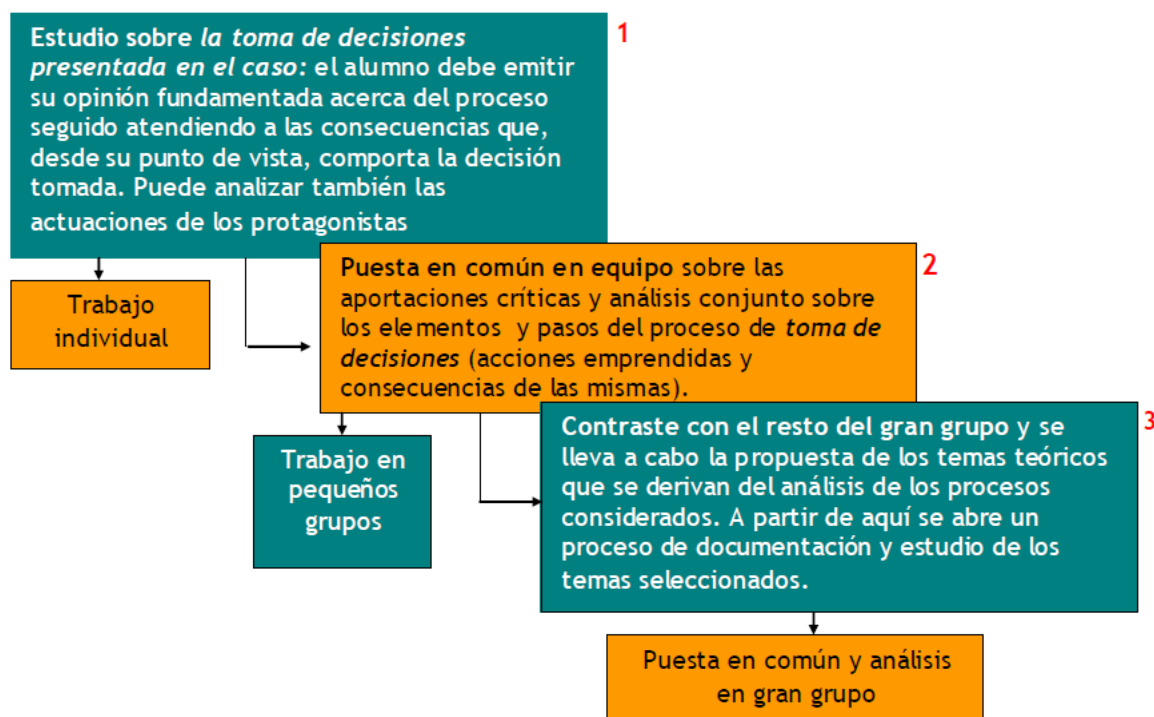 Estudio sobre la toma de decisiones
presentada en el caso: el alumno debe emitir
su opinión fundamentada acerca del proceso
seguido atendiendo a las consecuencias que,
desde su punto de vista, comporta la decisión
tomada. Puede analizar también las
actuaciones de los protagonistas
1
Trabajo
individual
Puesta en común en equipo sobre las
aportaciones críticas y análisis conjunto sobre
los elementos y pasos del proceso de toma de
decisiones (acciones emprendidas y
consecuencias de las mismas).
2
Trabajo en
pequeños
grupos
Contraste con el resto del gran grupo y se
lleva a cabo la propuesta de los temas teóricos
que se derivan del análisis de los procesos
considerados. A partir de aquí se abre un
proceso de documentación y estudio de los
temas seleccionados.
3
Puesta en común y análisis
en gran grupo